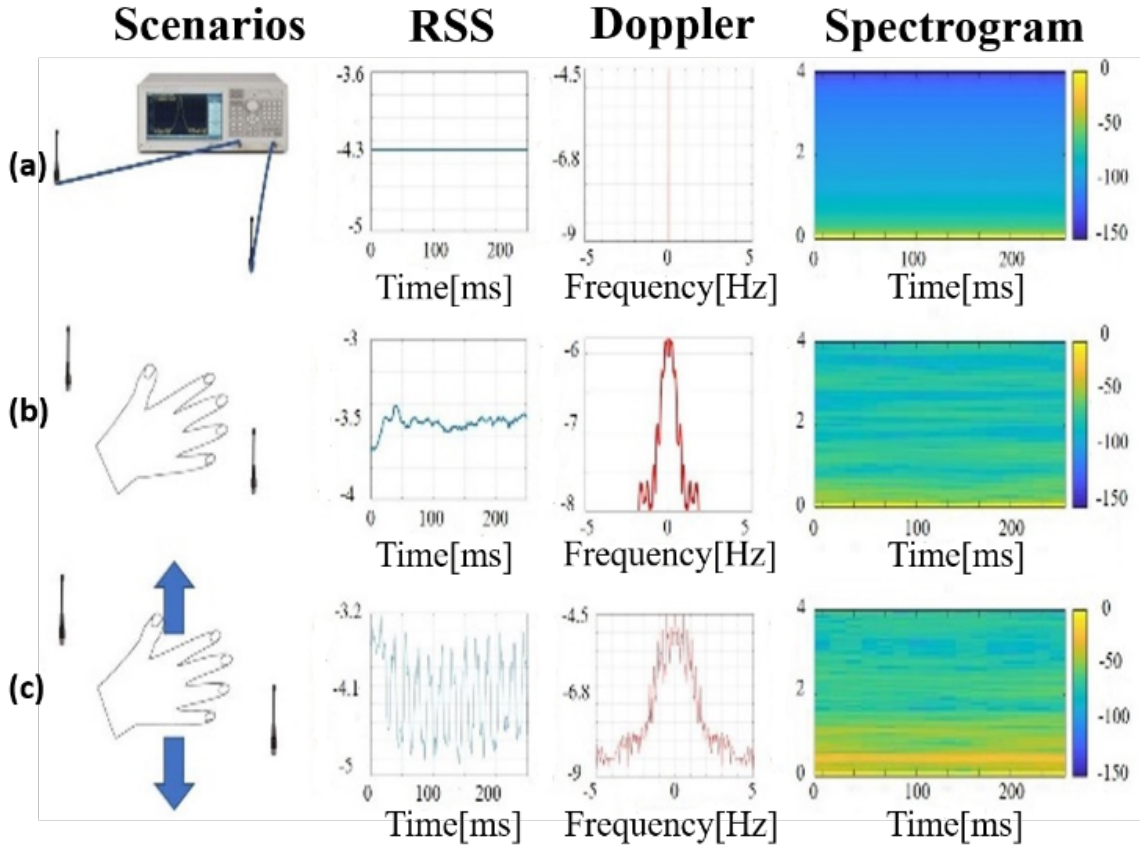 Scenarios RSS Doppler Spectrogram
(a)
-3.6
-4.3
-5
0 100 200
Time[ms]
-4.5
-6.8
-9
-5 0 5
Frequency[Hz]
4
2
0
0 100 200
Time[ms]
0
-50
-100
-150
(b)
-3
-3.5
-4
0 100 200
Time[ms]
-6
-7
-8
-5 0 5
Frequency[Hz]
4
2
0
0 100 200
Time[ms]
0
-50
-100
-150
(c)
-3.2
-4.1
-5
0 100 200
Time[ms]
-4.5
-6.8
-9
-5 0 5
Frequency[Hz]
4
2
0
0 100 200
Time[ms]
0
-50
-100
-150